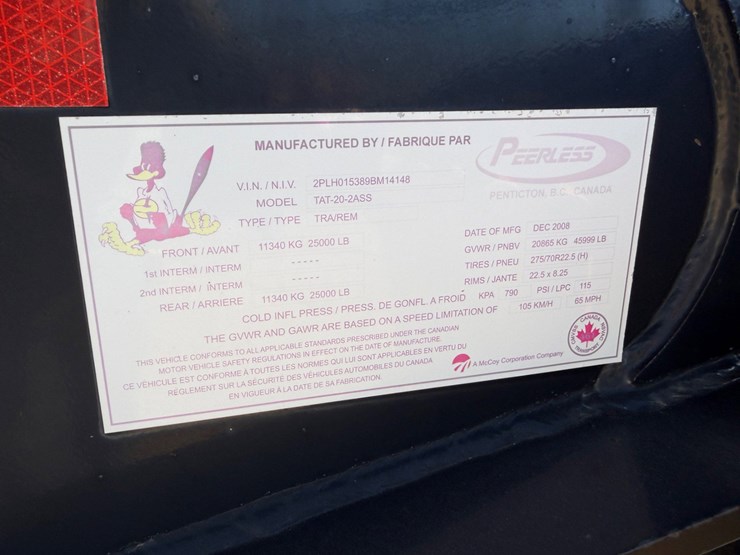 MANUFACTURED BY / FABRIQUE PAR
PEERLESS
PENTICTON, B.C. CANADA
V.I.N. / N.I.V. 2PLH015389BM14148
MODEL TAT-20-2ASS
TYPE / TYPE TRA/REM
DATE OF MFG DEC 2008
FRONT / AVANT 11340 KG 25000 LB
GVWR / PNBV 20865 KG 45999 LB
1st INTERM / INTERM -----
TIRES / PNEU 275/70R22.5 (H)
2nd INTERM / INTERM -----
RIMS / JANTE 22.5 x 8.25
REAR / ARRIERE 11340 KG 25000 LB
COLD INFL PRESS / PRESS. DE GONFL. A FROID KPA 790 PSI / LPC 115
THE GVWR AND GAWR ARE BASED ON A SPEED LIMITATION OF 105 KM/H 65 MPH
THIS VEHICLE CONFORMS TO ALL APPLICABLE STANDARDS PRESCRIBED UNDER THE CANADIAN
MOTOR VEHICLE SAFETY REGULATIONS IN EFFECT ON THE DATE OF MANUFACTURE.
CE VÉHICULE EST CONFORME À TOUTES LES NORMES QUI LUI SONT APPLICABLES EN VERTU DU
RÈGLEMENT SUR LA SÉCURITÉ DES VÉHICULES AUTOMOBILES DU CANADA
EN VIGUEUR À LA DATE DE SA FABRICATION.
A McCoy Corporation Company
CANADA
TRANSPORT